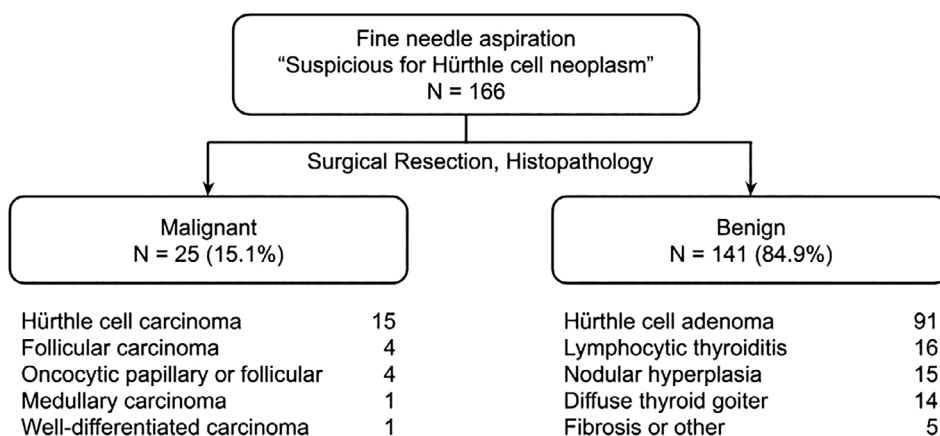 Fine needle aspiration
“Suspicious for Hürthle cell neoplasm”
N = 166
Surgical Resection, Histopathology
Malignant
N = 25 (15.1%)
Hürthle cell carcinoma 15
Follicular carcinoma 4
Oncocytic papillary or follicular 4
Medullary carcinoma 1
Well-differentiated carcinoma 1
Benign
N = 141 (84.9%)
Hürthle cell adenoma 91
Lymphocytic thyroiditis 16
Nodular hyperplasia 15
Diffuse thyroid goiter 14
Fibrosis or other 5